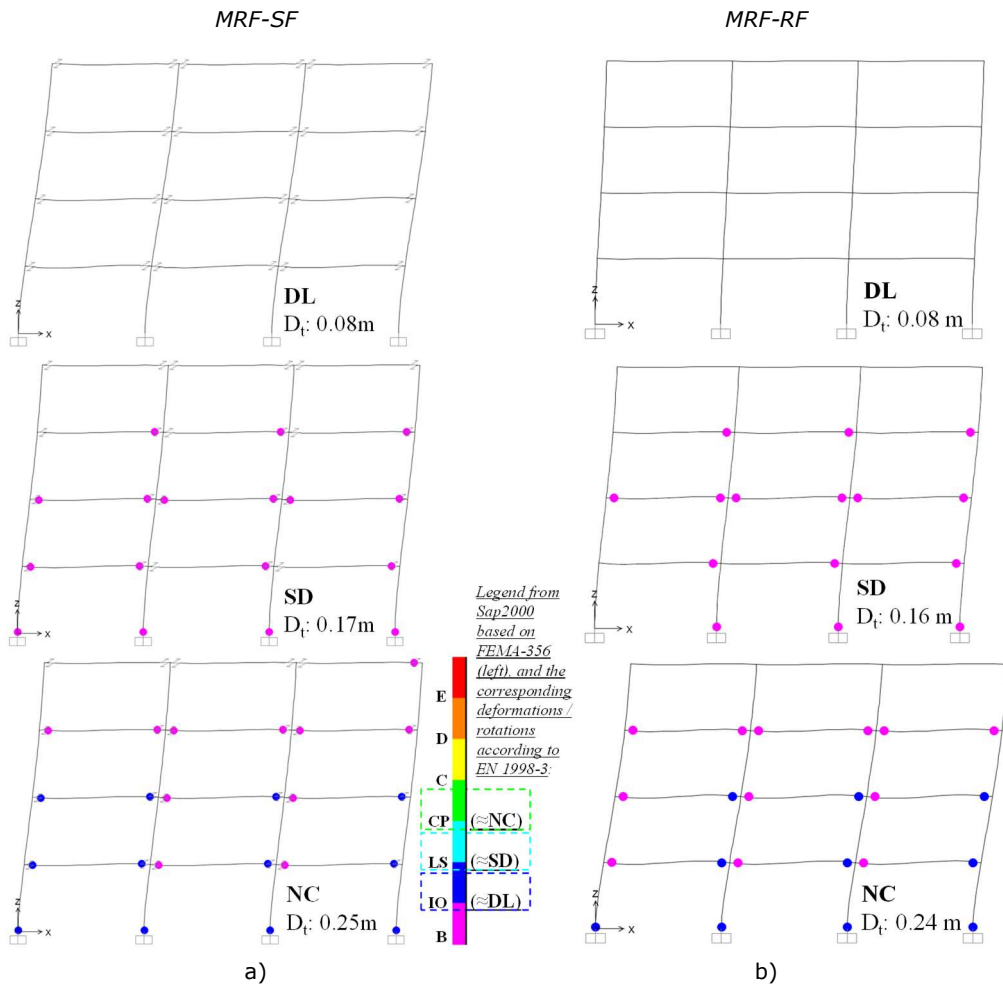 MRF-SF
MRF-RF
DL
Dt: 0.08m
z
x
DL
Dt: 0.08 m
z
x
SD
Dt: 0.17m
z
x
SD
Dt: 0.16 m
z
x
Legend from
Sap2000
based on
FEMA-356
(left), and the
corresponding
deformations /
rotations
according to
EN 1998-3:
E
D
C
CP
(≈NC)
LS
(≈SD)
IO
(≈DL)
B
NC
Dt: 0.25m
z
x
NC
Dt: 0.24 m
z
x
a)
b)